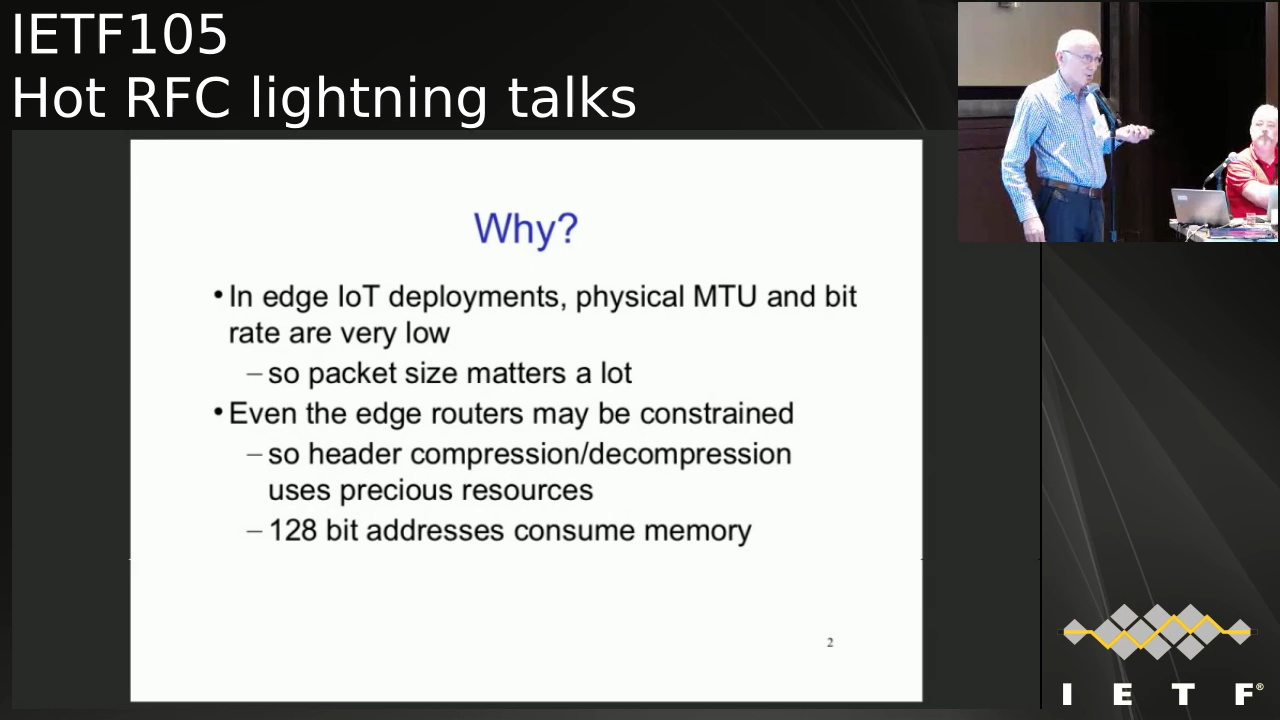 IETF105
Hot RFC lightning talks
Why?
• In edge IoT deployments, physical MTU and bit
rate are very low
– so packet size matters a lot
• Even the edge routers may be constrained
– so header compression/decompression
uses precious resources
– 128 bit addresses consume memory
2
I E T F®